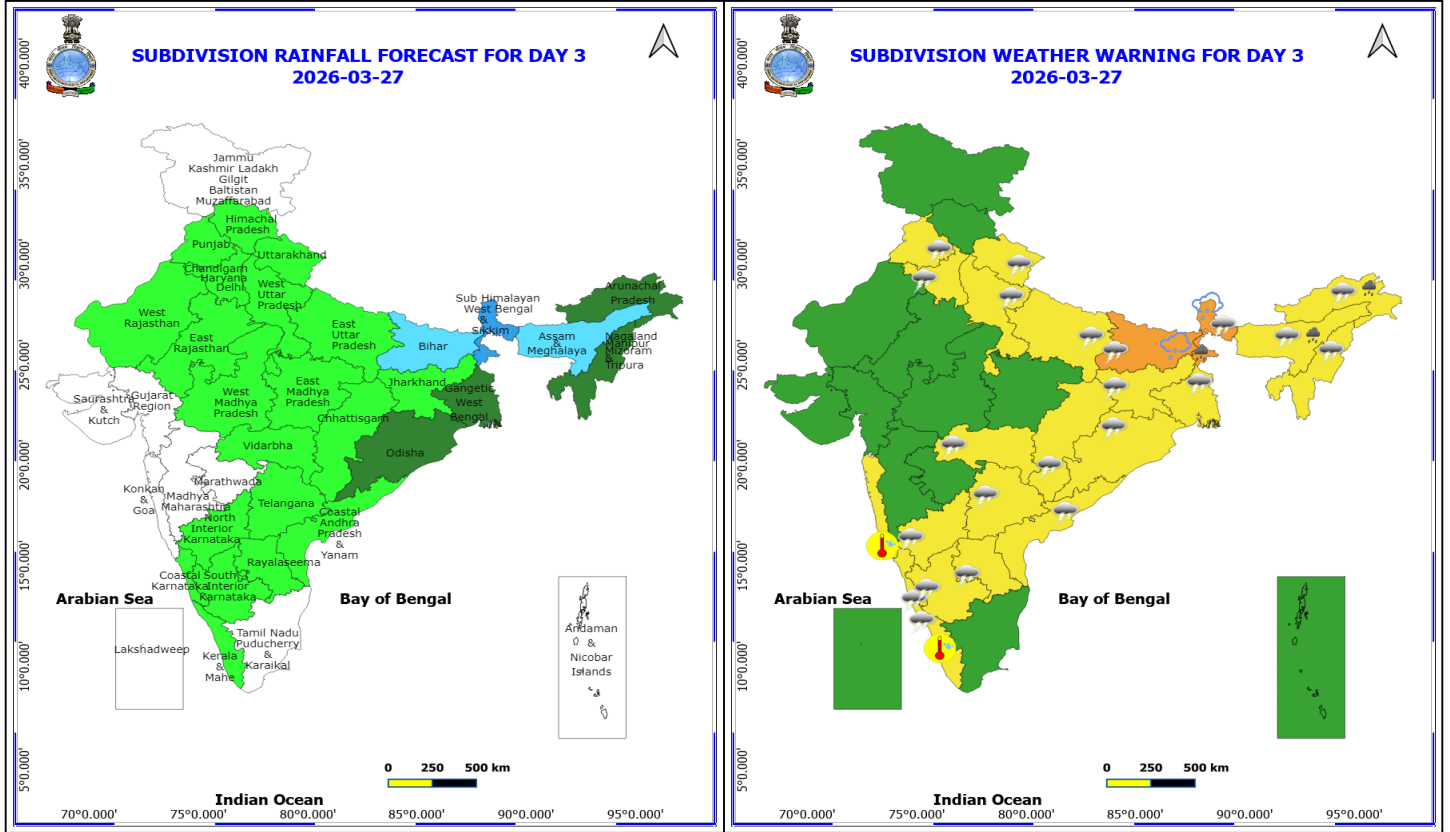 SUBDIVISION RAINFALL FORECAST FOR DAY 3
2026-03-27
40°0.000'
35°0.000'
30°0.000'
25°0.000'
20°0.000'
15°0.000'
10°0.000'
5°0.000'
Jammu
Kashmir Ladakh
Gilgit
Baltistan
Muzaffarabad
Himachal
Pradesh
Punjab
Uttarakhand
Chandigarh
Haryana
Delhi
West
Uttar
Pradesh
West
Rajasthan
East
Rajasthan
East
Uttar
Pradesh
Bihar
Sub Himalayan
West Bengal
&
Sikkim
Arunachal
Pradesh
Assam
&
Meghalaya
Nagaland
Manipur
Mizoram
&
Tripura
Saurashtra
&
Kutch
Gujarat
Region
West
Madhya
Pradesh
East
Madhya
Pradesh
Jharkhand
Gangetic
West
Bengal
Chhattisgarh
Vidarbha
Odisha
Konkan
&
Goa
Madhya
Maharashtra
Marathwada
Telangana
North
Interior
Karnataka
Coastal
Andhra
Pradesh
&
Yanam
Rayalaseema
Coastal
Karnataka
South
Interior
Karnataka
Arabian Sea
Bay of Bengal
Lakshadweep
Kerala
&
Mahe
Tamil Nadu
Puducherry
&
Karaikal
Andaman
&
Nicobar
Islands
0 250 500 km
Indian Ocean
70°0.000' 75°0.000' 80°0.000' 85°0.000' 90°0.000' 95°0.000'
SUBDIVISION WEATHER WARNING FOR DAY 3
2026-03-27
40°0.000'
35°0.000'
30°0.000'
25°0.000'
20°0.000'
15°0.000'
10°0.000'
5°0.000'
Arabian Sea
Bay of Bengal
0 250 500 km
Indian Ocean
70°0.000' 75°0.000' 80°0.000' 85°0.000' 90°0.000' 95°0.000'